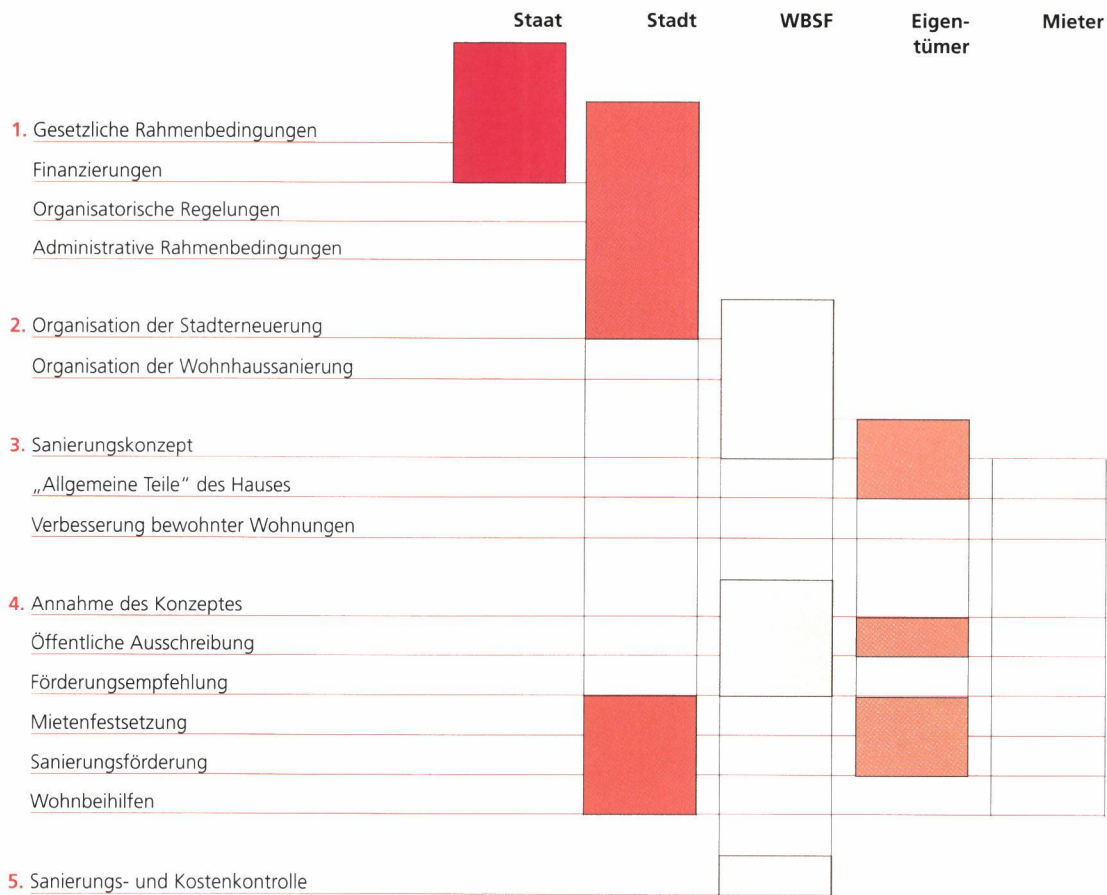 Staat Stadt WBSF Eigen- Mieter
tümer
1. Gesetzliche Rahmenbedingungen
Finanzierungen
Organisatorische Regelungen
Administrative Rahmenbedingungen
2. Organisation der Stadterneuerung
Organisation der Wohnhaussanierung
3. Sanierungskonzept
„Allgemeine Teile“ des Hauses
Verbesserung bewohnter Wohnungen
4. Annahme des Konzeptes
Öffentliche Ausschreibung
Förderungsempfehlung
Mietenfestsetzung
Sanierungsförderung
Wohnbeihilfen
5. Sanierungs- und Kostenkontrolle